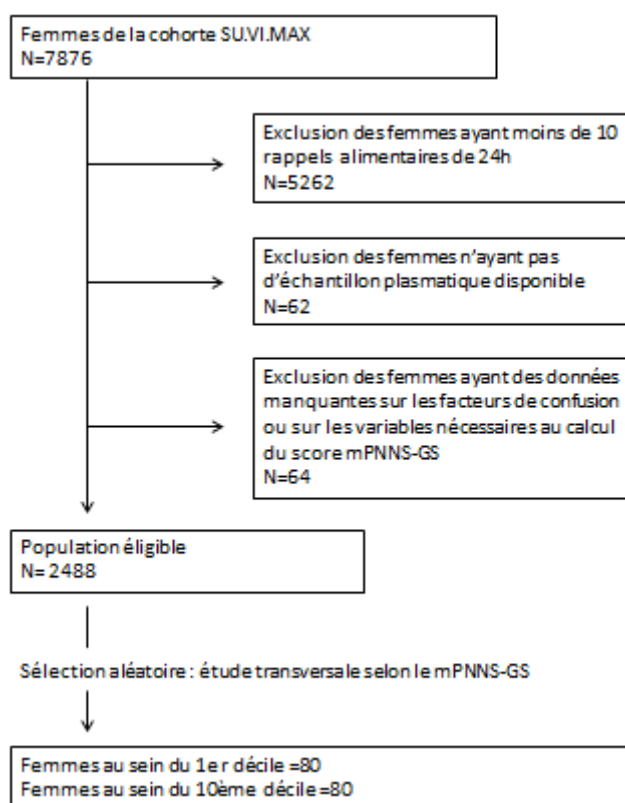 Femmes de la cohorte SU.VI.MAX
N=7876
Exclusion des femmes ayant moins de 10
rappels alimentaires de 24h
N=5262
Exclusion des femmes n'ayant pas
d'échantillon plasmatique disponible
N=62
Exclusion des femmes ayant des données
manquantes sur les facteurs de confusion
ou sur les variables nécessaires au calcul
du score mPNNS-GS
N=64
Population éligible
N= 2488
Sélection aléatoire : étude transversale selon le mPNNS-GS
Femmes au sein du 1er décile =80
Femmes au sein du 10ème décile =80